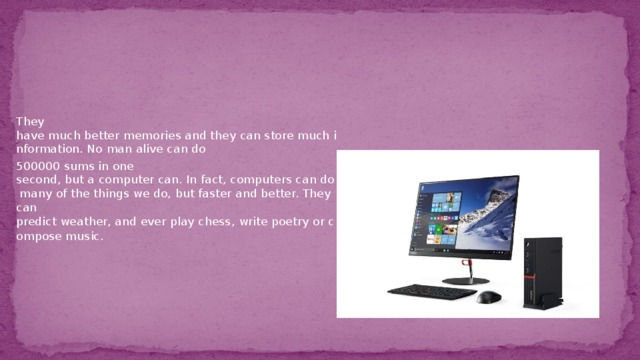 They
have much better memories and they can store much i
nformation. No man alive can do
500000 sums in one
second, but a computer can. In fact, computers can do
many of the things we do, but faster and better. They
can
predict weather, and ever play chess, write poetry or c
ompose music.